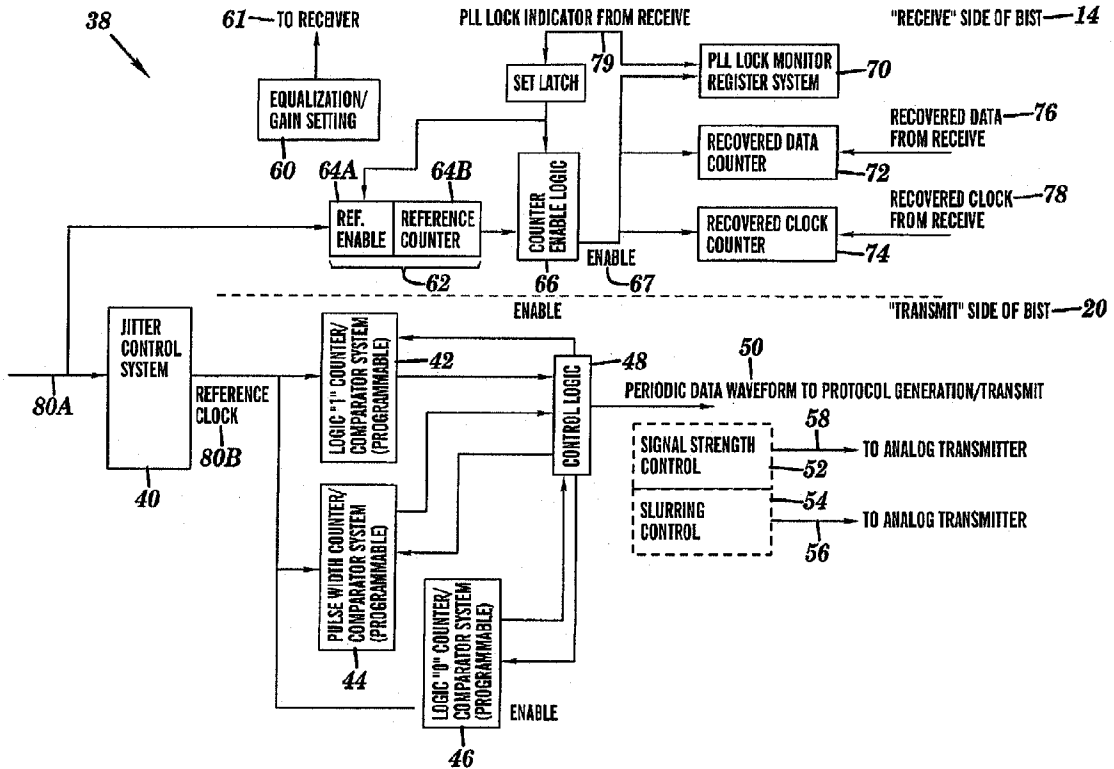 38
61 TO RECEIVER
PLL LOCK INDICATOR FROM RECEIVE
79
"RECEIVE" SIDE OF BIST 14
EQUALIZATION/
GAIN SETTING
60
SET LATCH
PLL LOCK MONITOR
REGISTER SYSTEM
70
RECOVERED DATA 76
FROM RECEIVE
RECOVERED DATA
COUNTER
72
64A
64B
REF.
ENABLE
REFERENCE
COUNTER
62
COUNTER
ENABLE LOGIC
66
ENABLE
67
RECOVERED CLOCK 78
FROM RECEIVE
RECOVERED CLOCK
COUNTER
74
ENABLE
"TRANSMIT" SIDE OF BIST 20
JITTER
CONTROL
SYSTEM
40
80A
REFERENCE
CLOCK
80B
LOGIC "1" COUNTER/
COMPARATOR SYSTEM
(PROGRAMMABLE)
42
48
CONTROL LOGIC
50
PERIODIC DATA WAVEFORM TO PROTOCOL GENERATION/TRANSMIT
SIGNAL STRENGTH
CONTROL
52
58
TO ANALOG TRANSMITTER
SLURRING
CONTROL
54
56
TO ANALOG TRANSMITTER
PULSE WIDTH COUNTER/
COMPARATOR SYSTEM
(PROGRAMMABLE)
44
LOGIC "0" COUNTER/
COMPARATOR SYSTEM
(PROGRAMMABLE)
46
ENABLE